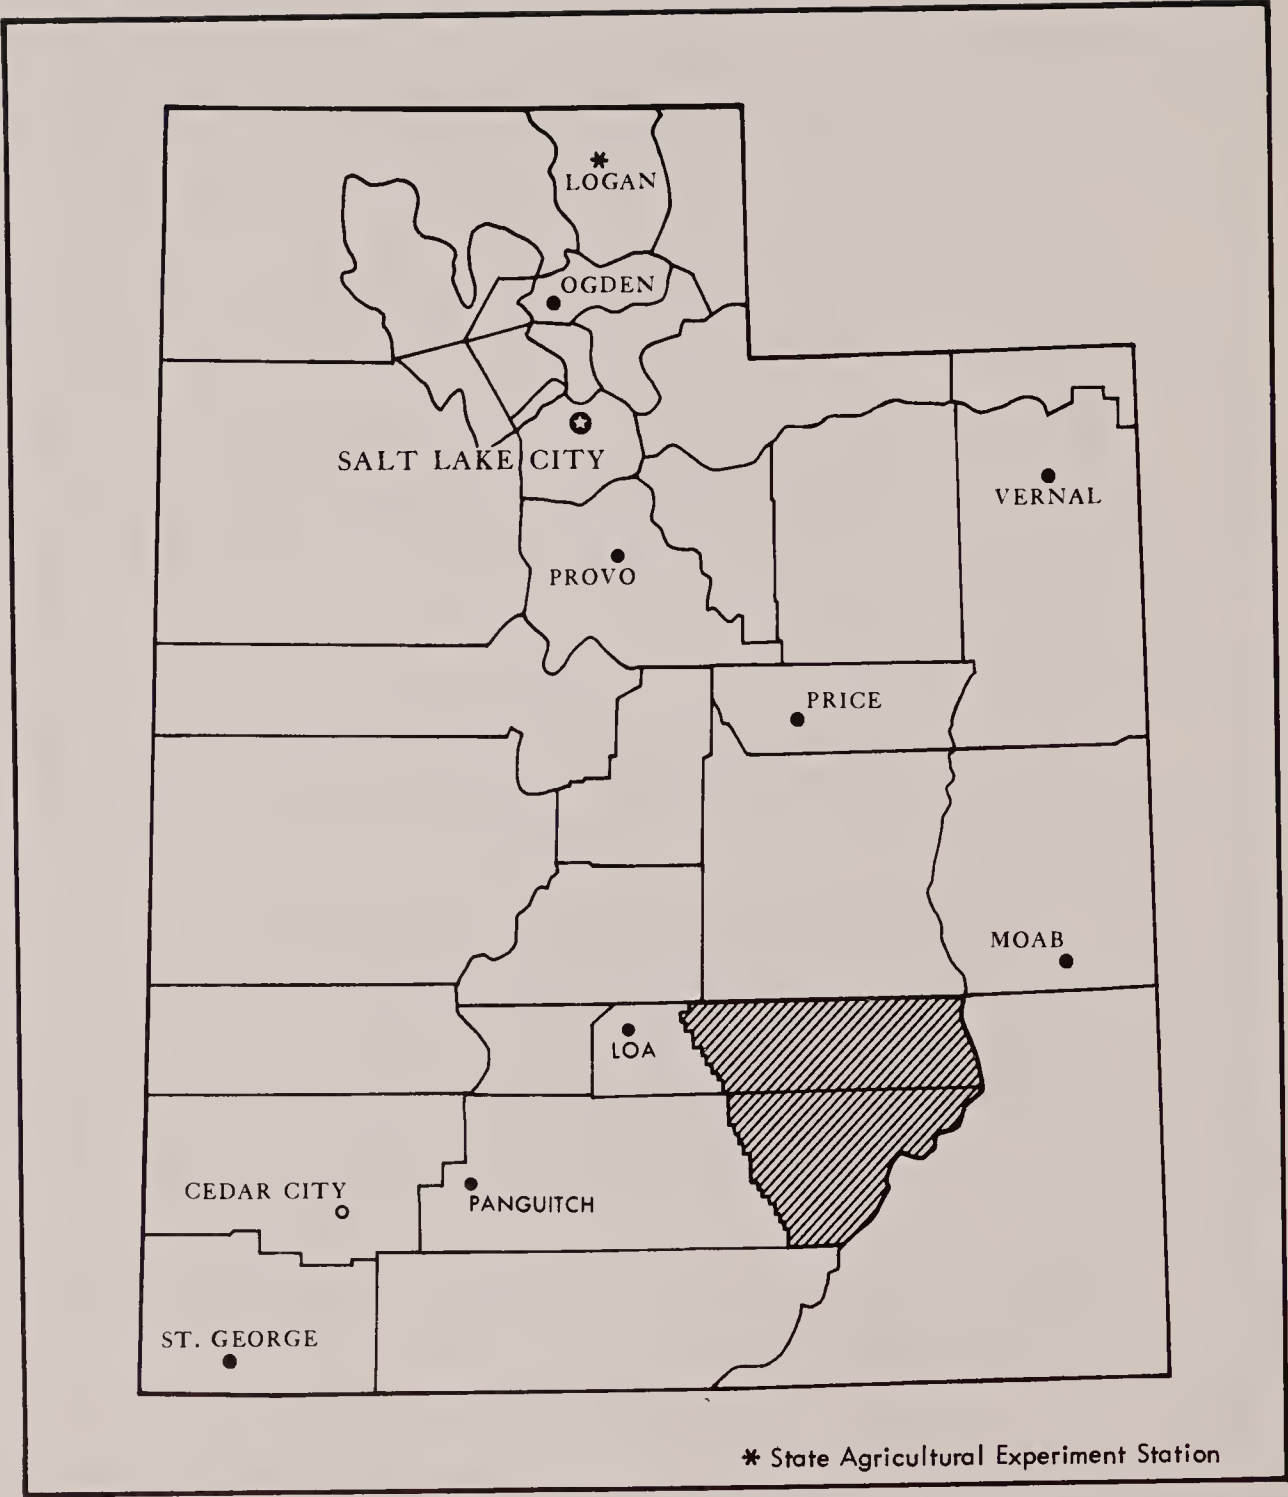 * LOGAN
OGDEN
SALT LAKE CITY
VERNAL
PROVO
PRICE
MOAB
LOA
CEDAR CITY
PANGUITCH
ST. GEORGE
* State Agricultural Experiment Station